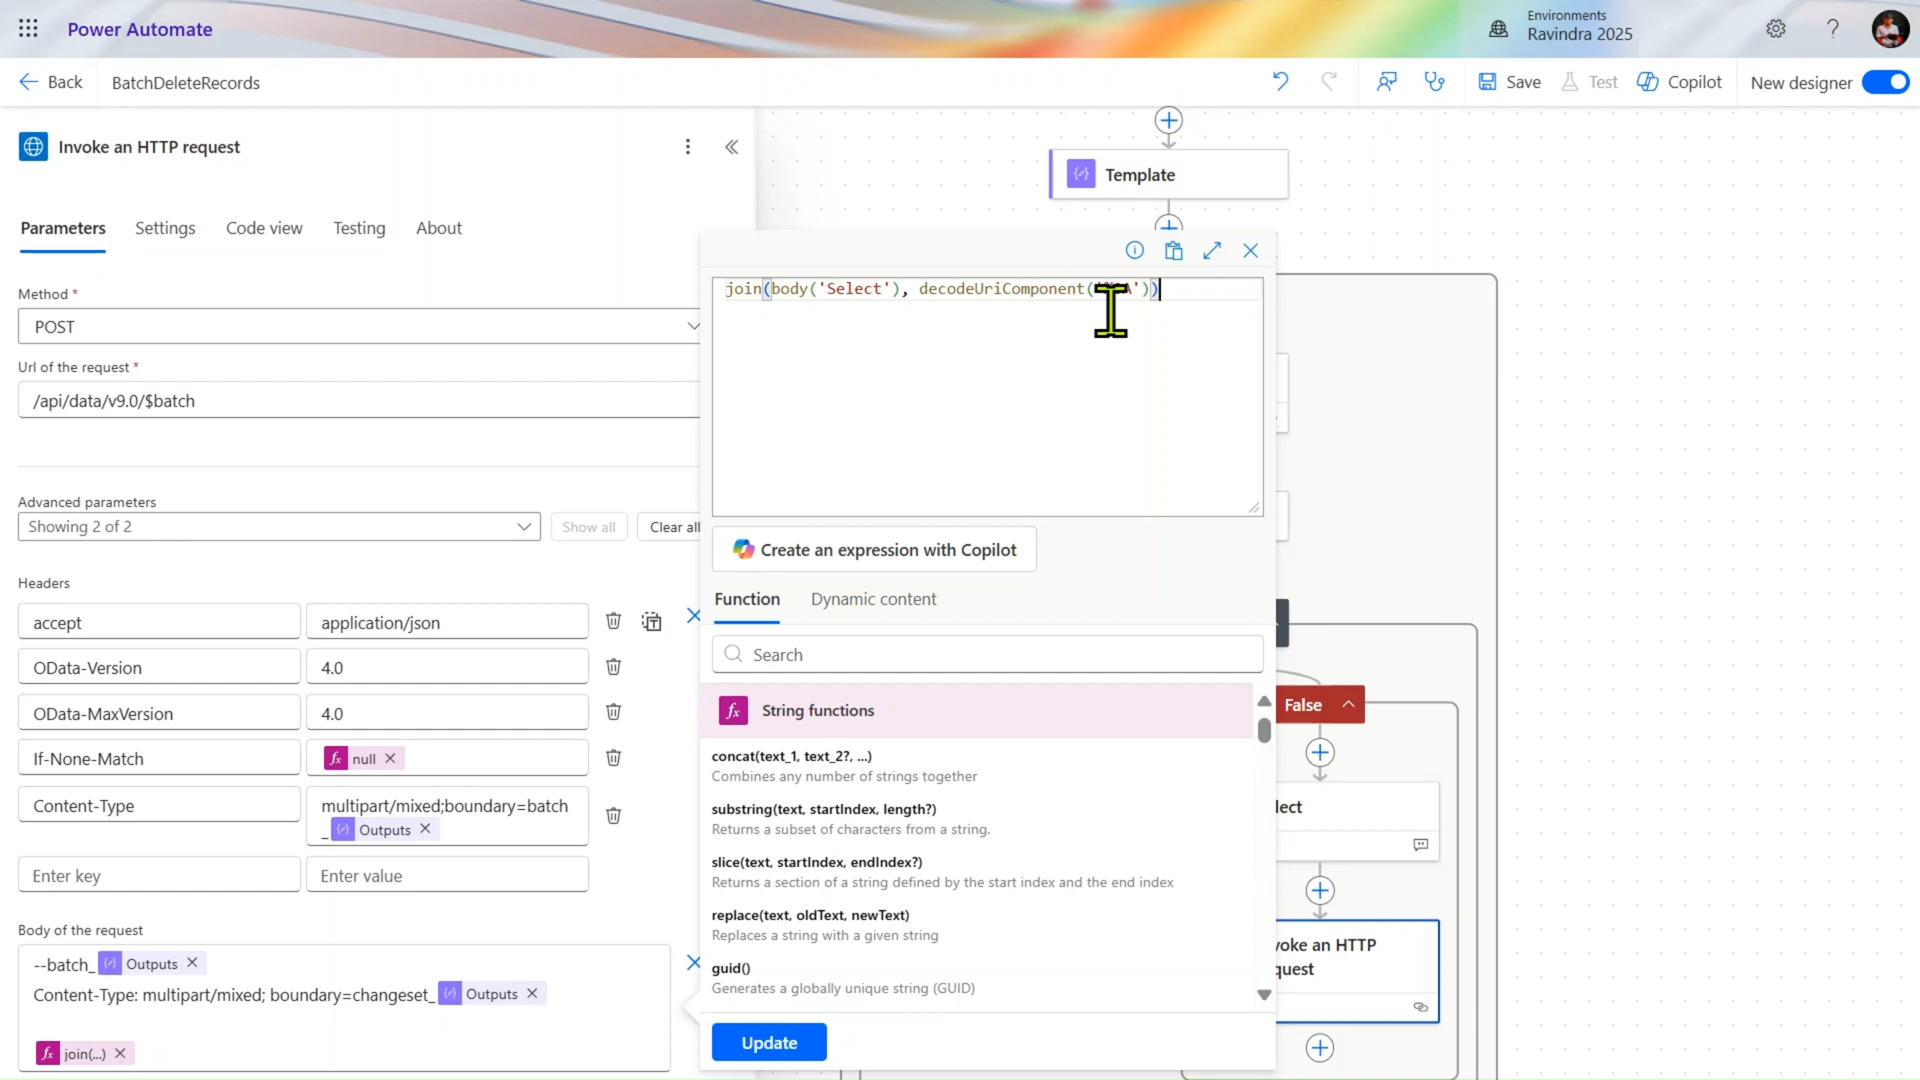 Power Automate
Environments
Ravindra 2025
Back
BatchDeleteRecords
Save
Test
Copilot
New designer
Invoke an HTTP request
Parameters
Settings
Code view
Testing
About
Method *
POST
Url of the request *
/api/data/v9.0/$batch
Advanced parameters
Showing 2 of 2
Show all
Clear all
Headers
accept
application/json
OData-Version
4.0
OData-MaxVersion
4.0
If-None-Match
fx null
Content-Type
multipart/mixed;boundary=batch
_ Outputs
Enter key
Enter value
Body of the request
--batch_ Outputs
Content-Type: multipart/mixed; boundary=changeset_ Outputs
fx join(...)
Template
join(body('Select'), decodeUriComponent(
Create an expression with Copilot
Function
Dynamic content
Search
fx String functions
concat(text_1, text_2?, ...)
Combines any number of strings together
substring(text, startIndex, length?)
Returns a subset of characters from a string.
slice(text, startIndex, endIndex?)
Returns a section of a string defined by the start index and the end index
replace(text, oldText, newText)
Replaces a string with a given string
guid()
Generates a globally unique string (GUID)
Update
False
lect
voke an HTTP
quest